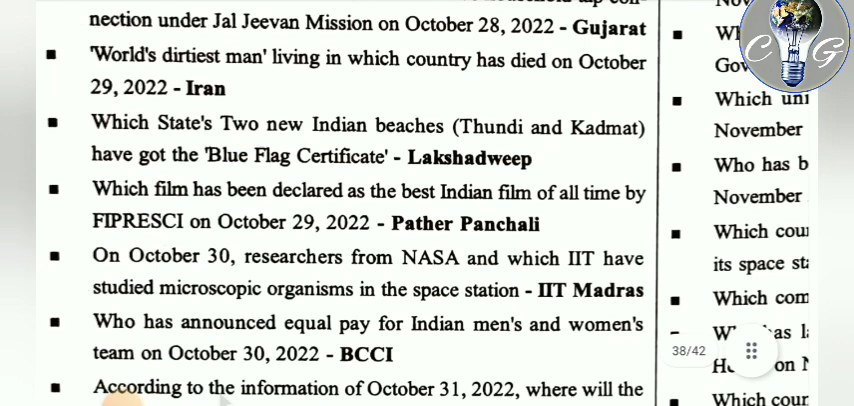 nection under Jal Jeevan Mission on October 28, 2022 - Gujarat
■ 'World's dirtiest man' living in which country has died on October
29, 2022 - Iran
■ Which State's Two new Indian beaches (Thundi and Kadmat)
have got the 'Blue Flag Certificate' - Lakshadweep
■ Which film has been declared as the best Indian film of all time by
FIPRESCI on October 29, 2022 - Pather Panchali
■ On October 30, researchers from NASA and which IIT have
studied microscopic organisms in the space station - IIT Madras
■ Who has announced equal pay for Indian men's and women's
team on October 30, 2022 - BCCI
■ According to the information of October 31, 2022, where will the
C G
■ Which
November
■ Who has b
November
■ Which
its space
■ Which com
38/42
on
■ Which